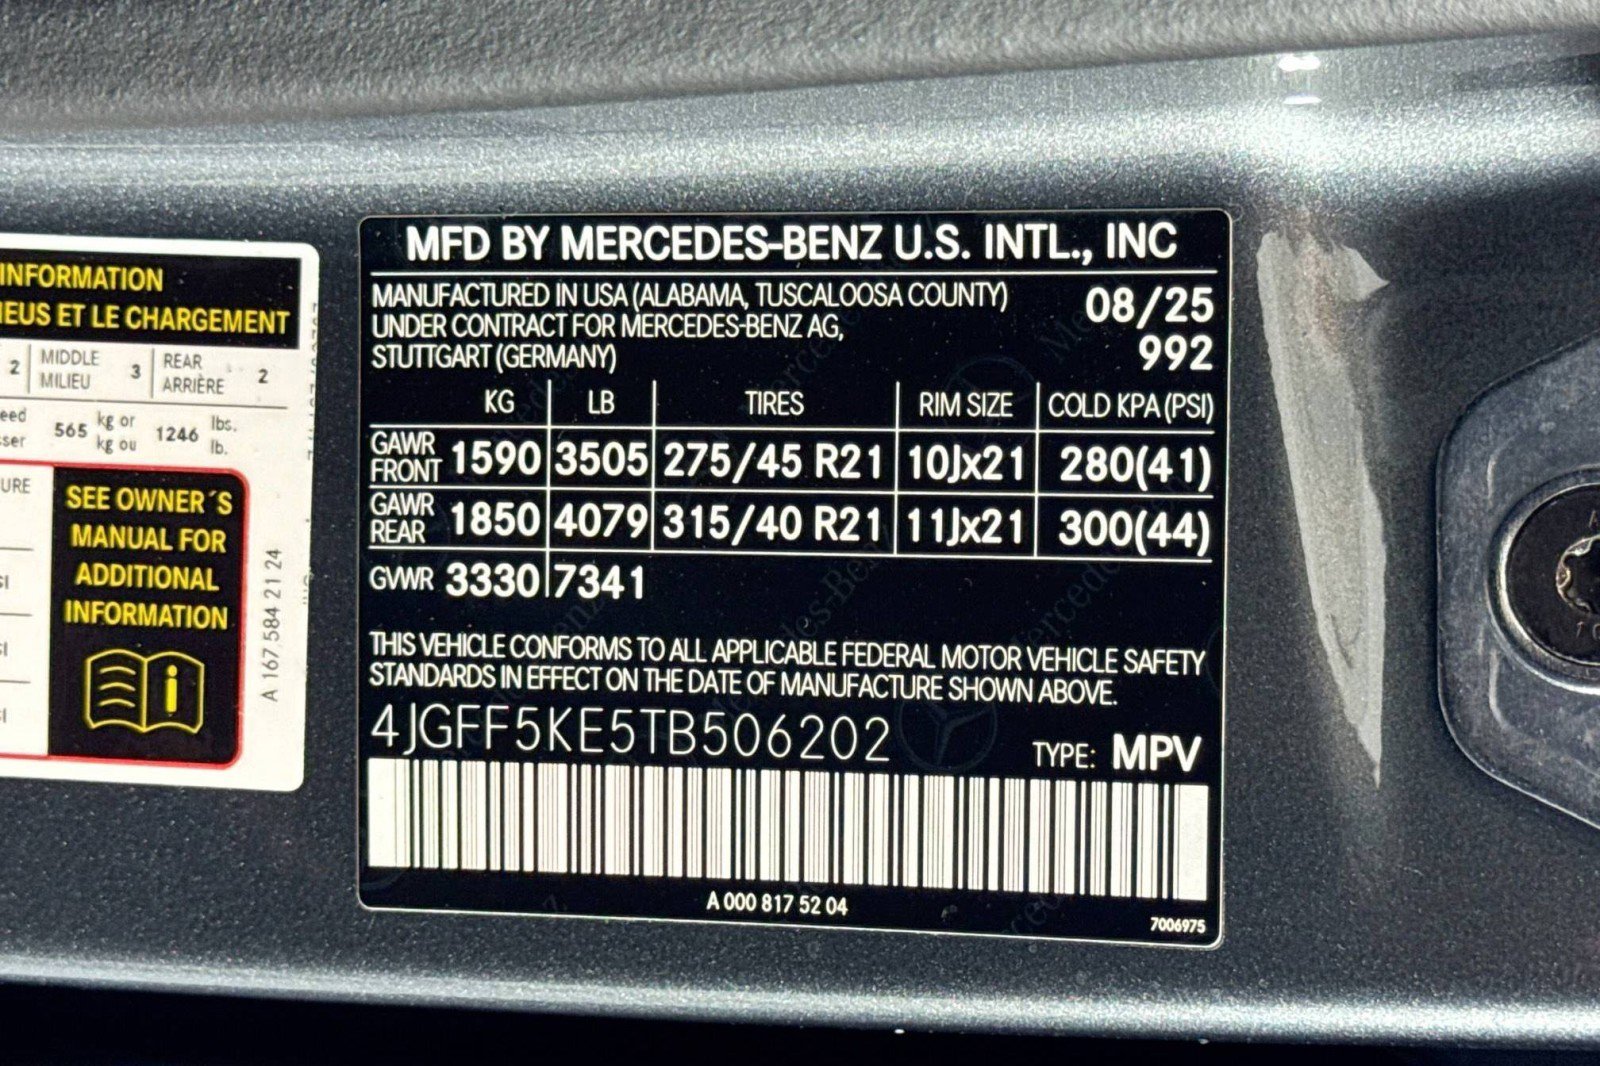 INFORMATION
EUS ET LE CHARGEMENT
2 MIDDLE MILIEU 3 REAR ARRIÈRE 2
565 kg or kg ou 1246 lbs. lb.
SEE OWNER´S
MANUAL FOR
ADDITIONAL
INFORMATION
A 167 584 21 24
MFD BY MERCEDES-BENZ U.S. INTL., INC
MANUFACTURED IN USA (ALABAMA, TUSCALOOSA COUNTY) 08/25
UNDER CONTRACT FOR MERCEDES-BENZ AG,
STUTTGART (GERMANY) 992
KG LB TIRES RIM SIZE COLD KPA (PSI)
GAWR FRONT 1590 3505 275/45 R21 10Jx21 280(41)
GAWR REAR 1850 4079 315/40 R21 11Jx21 300(44)
GVWR 3330 7341
THIS VEHICLE CONFORMS TO ALL APPLICABLE FEDERAL MOTOR VEHICLE SAFETY
STANDARDS IN EFFECT ON THE DATE OF MANUFACTURE SHOWN ABOVE.
4JGFF5KE5TB506202 TYPE: MPV
A 000 817 52 04
7006975